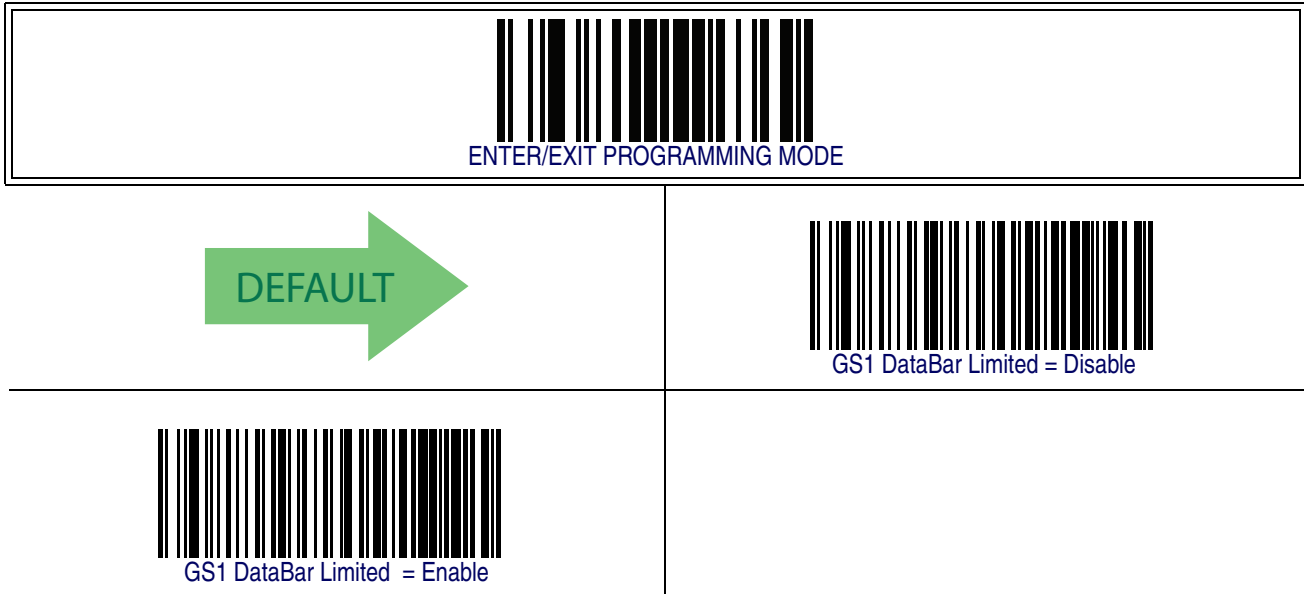 ENTER/EXIT PROGRAMMING MODE
DEFAULT
GS1 DataBar Limited = Disable
GS1 DataBar Limited = Enable